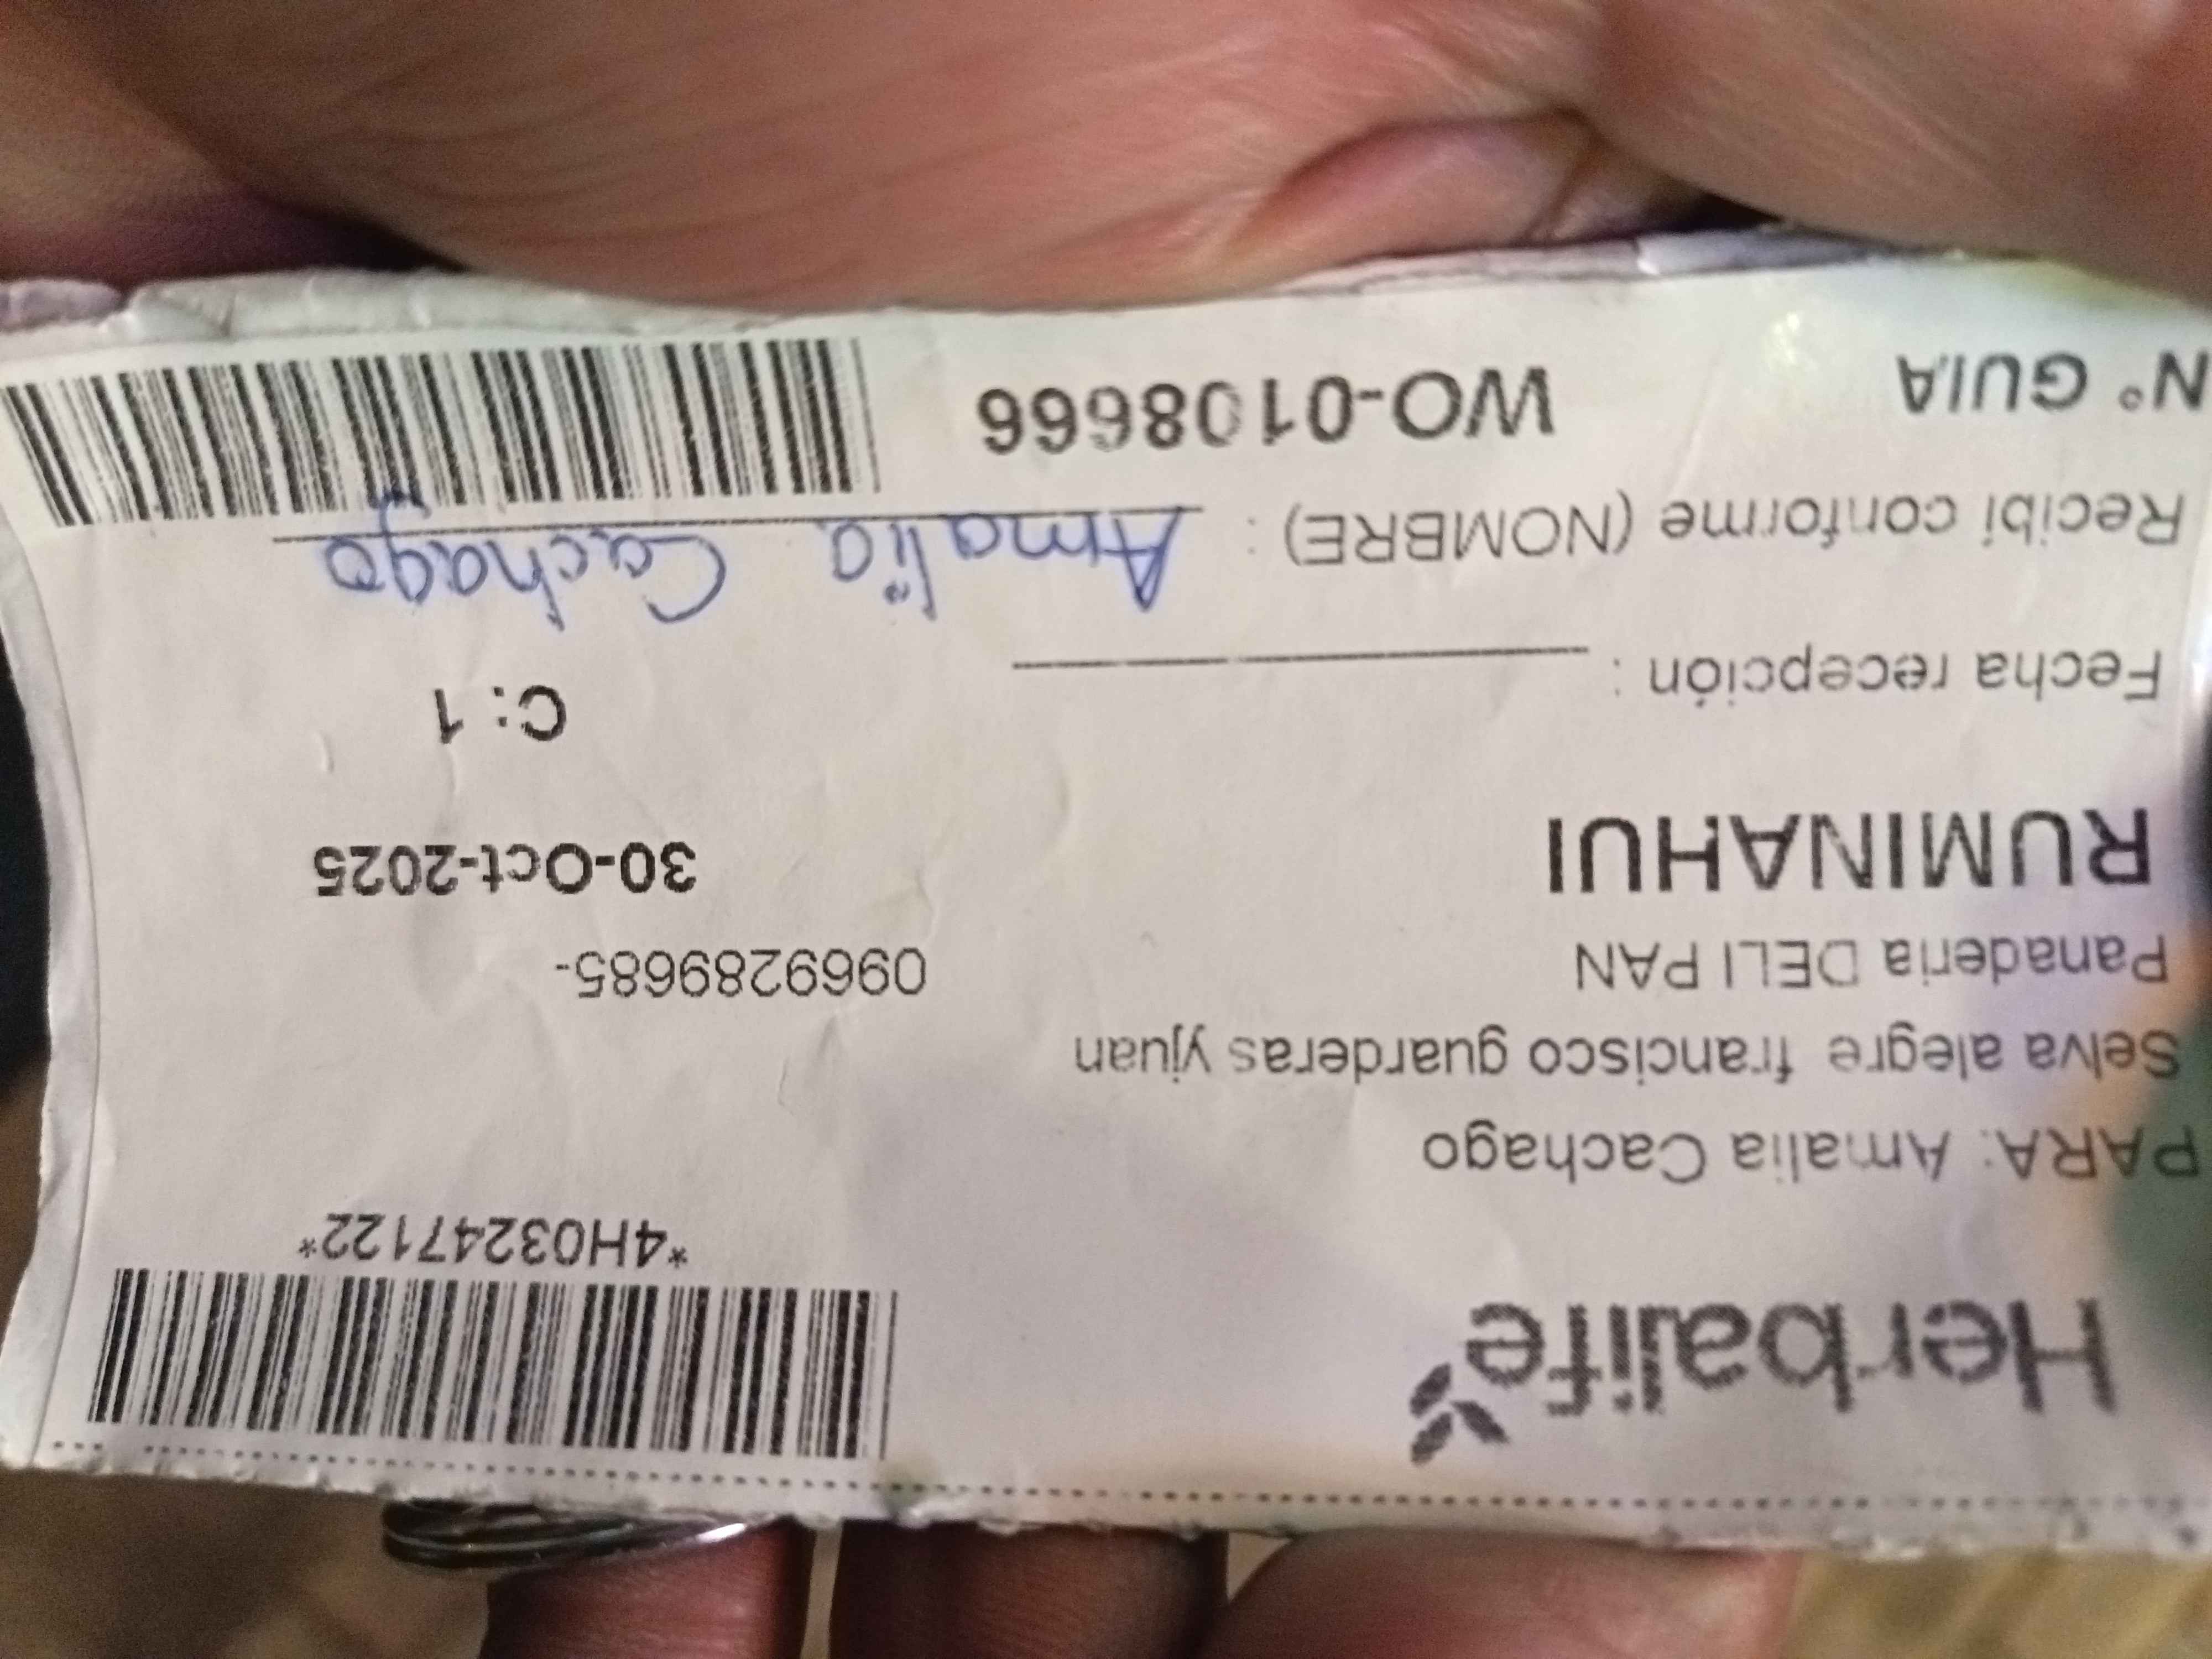 Herbalife
*4H03247122*
PARA: Amalia Cachago
Selva alegre francisco guarderas yjuan
Panaderia DELI PAN
0969289685-
RUMINAHUI
30-Oct-2025
C: 1
Fecha recepción :
Recibi conforme (NOMBRE) : Amalia Cachago
N° GUIA WO-0108666